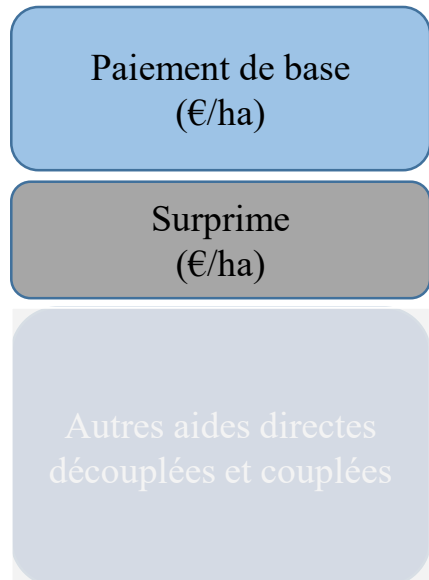 Paiement de base
(€/ha)
Surprime
(€/ha)
Autres aides directes
découplées et couplées